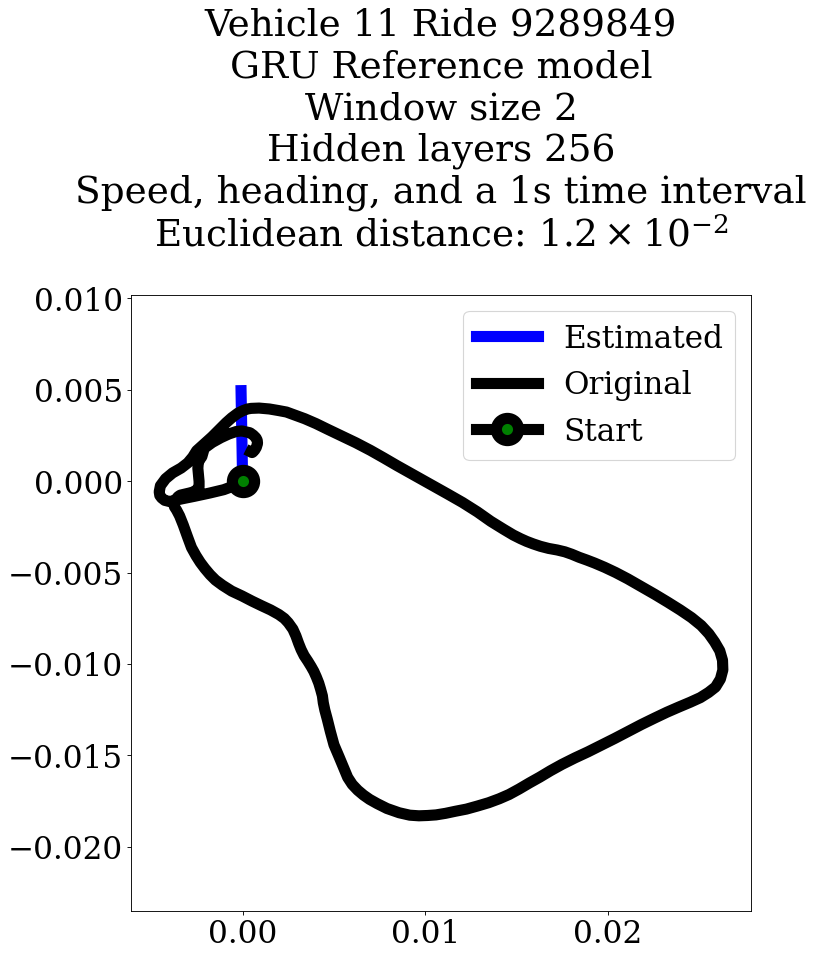 Vehicle 11 Ride 9289849
GRU Reference model
Window size 2
Hidden layers 256
Speed, heading, and a 1s time interval
Euclidean distance: 1.2 × 10⁻²
0.010
0.005
0.000
−0.005
−0.010
−0.015
−0.020
Estimated
Original
Start
0.00 0.01 0.02